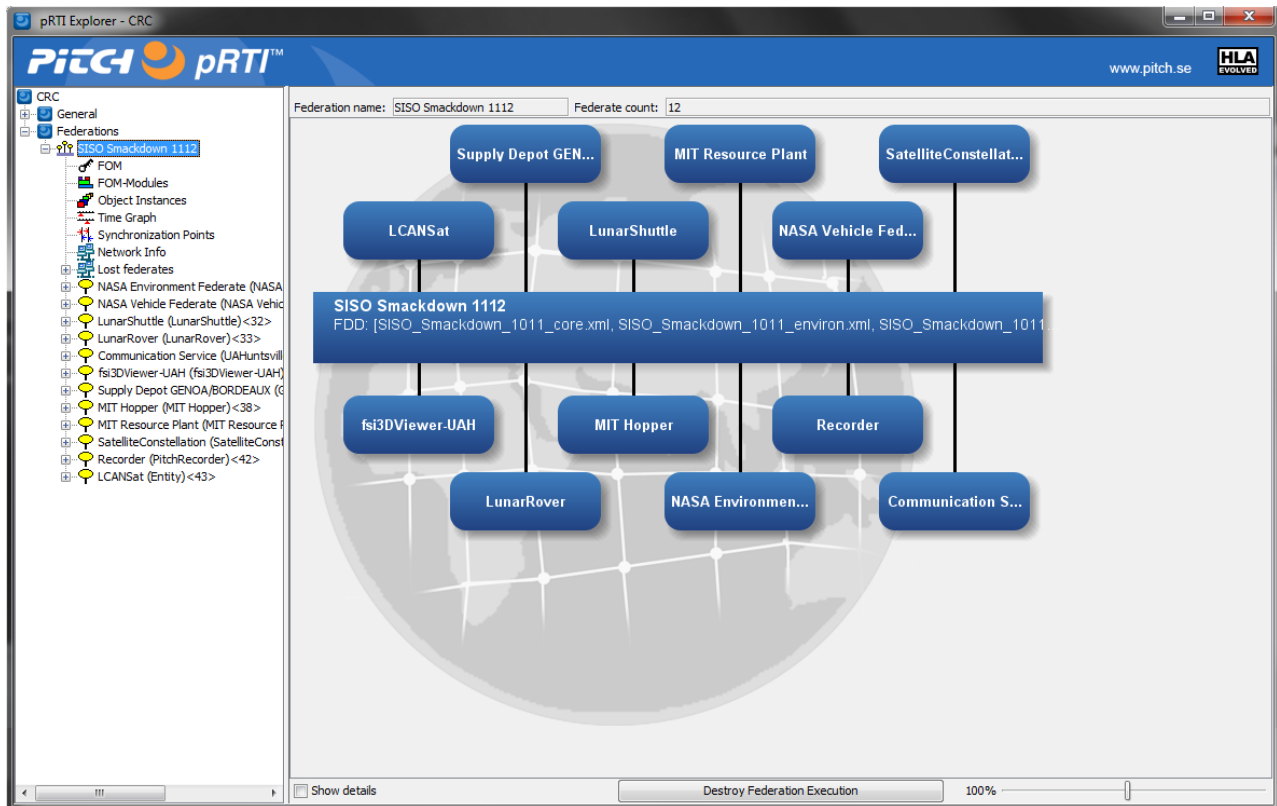 pRTI Explorer - CRC
PITCH pRTI™
www.pitch.se
HLA
EVOLVED
CRC
General
Federations
SISO Smackdown 1112
FOM
FOM-Modules
Object Instances
Time Graph
Synchronization Points
Network Info
Lost federates
NASA Environment Federate (NASA
NASA Vehicle Federate (NASA Vehic
LunarShuttle (LunarShuttle)<32>
LunarRover (LunarRover)<33>
Communication Service (UAHuntsvill
fsi3DViewer-UAH (fsi3DViewer-UAH)
Supply Depot GENOA/BORDEAUX (G
MIT Hopper (MIT Hopper)<38>
MIT Resource Plant (MIT Resource P
SatelliteConstellation (SatelliteConst
Recorder (PitchRecorder)<42>
LCANSat (Entity)<43>
Federation name: SISO Smackdown 1112 Federate count: 12
Supply Depot GEN... MIT Resource Plant SatelliteConstellat...
LCANSat LunarShuttle NASA Vehicle Fed...
SISO Smackdown 1112
FDD: [SISO_Smackdown_1011_core.xml, SISO_Smackdown_1011_environ.xml, SISO_Smackdown_1011...
fsi3DViewer-UAH MIT Hopper Recorder
LunarRover NASA Environmen... Communication S...
Show details Destroy Federation Execution 100%